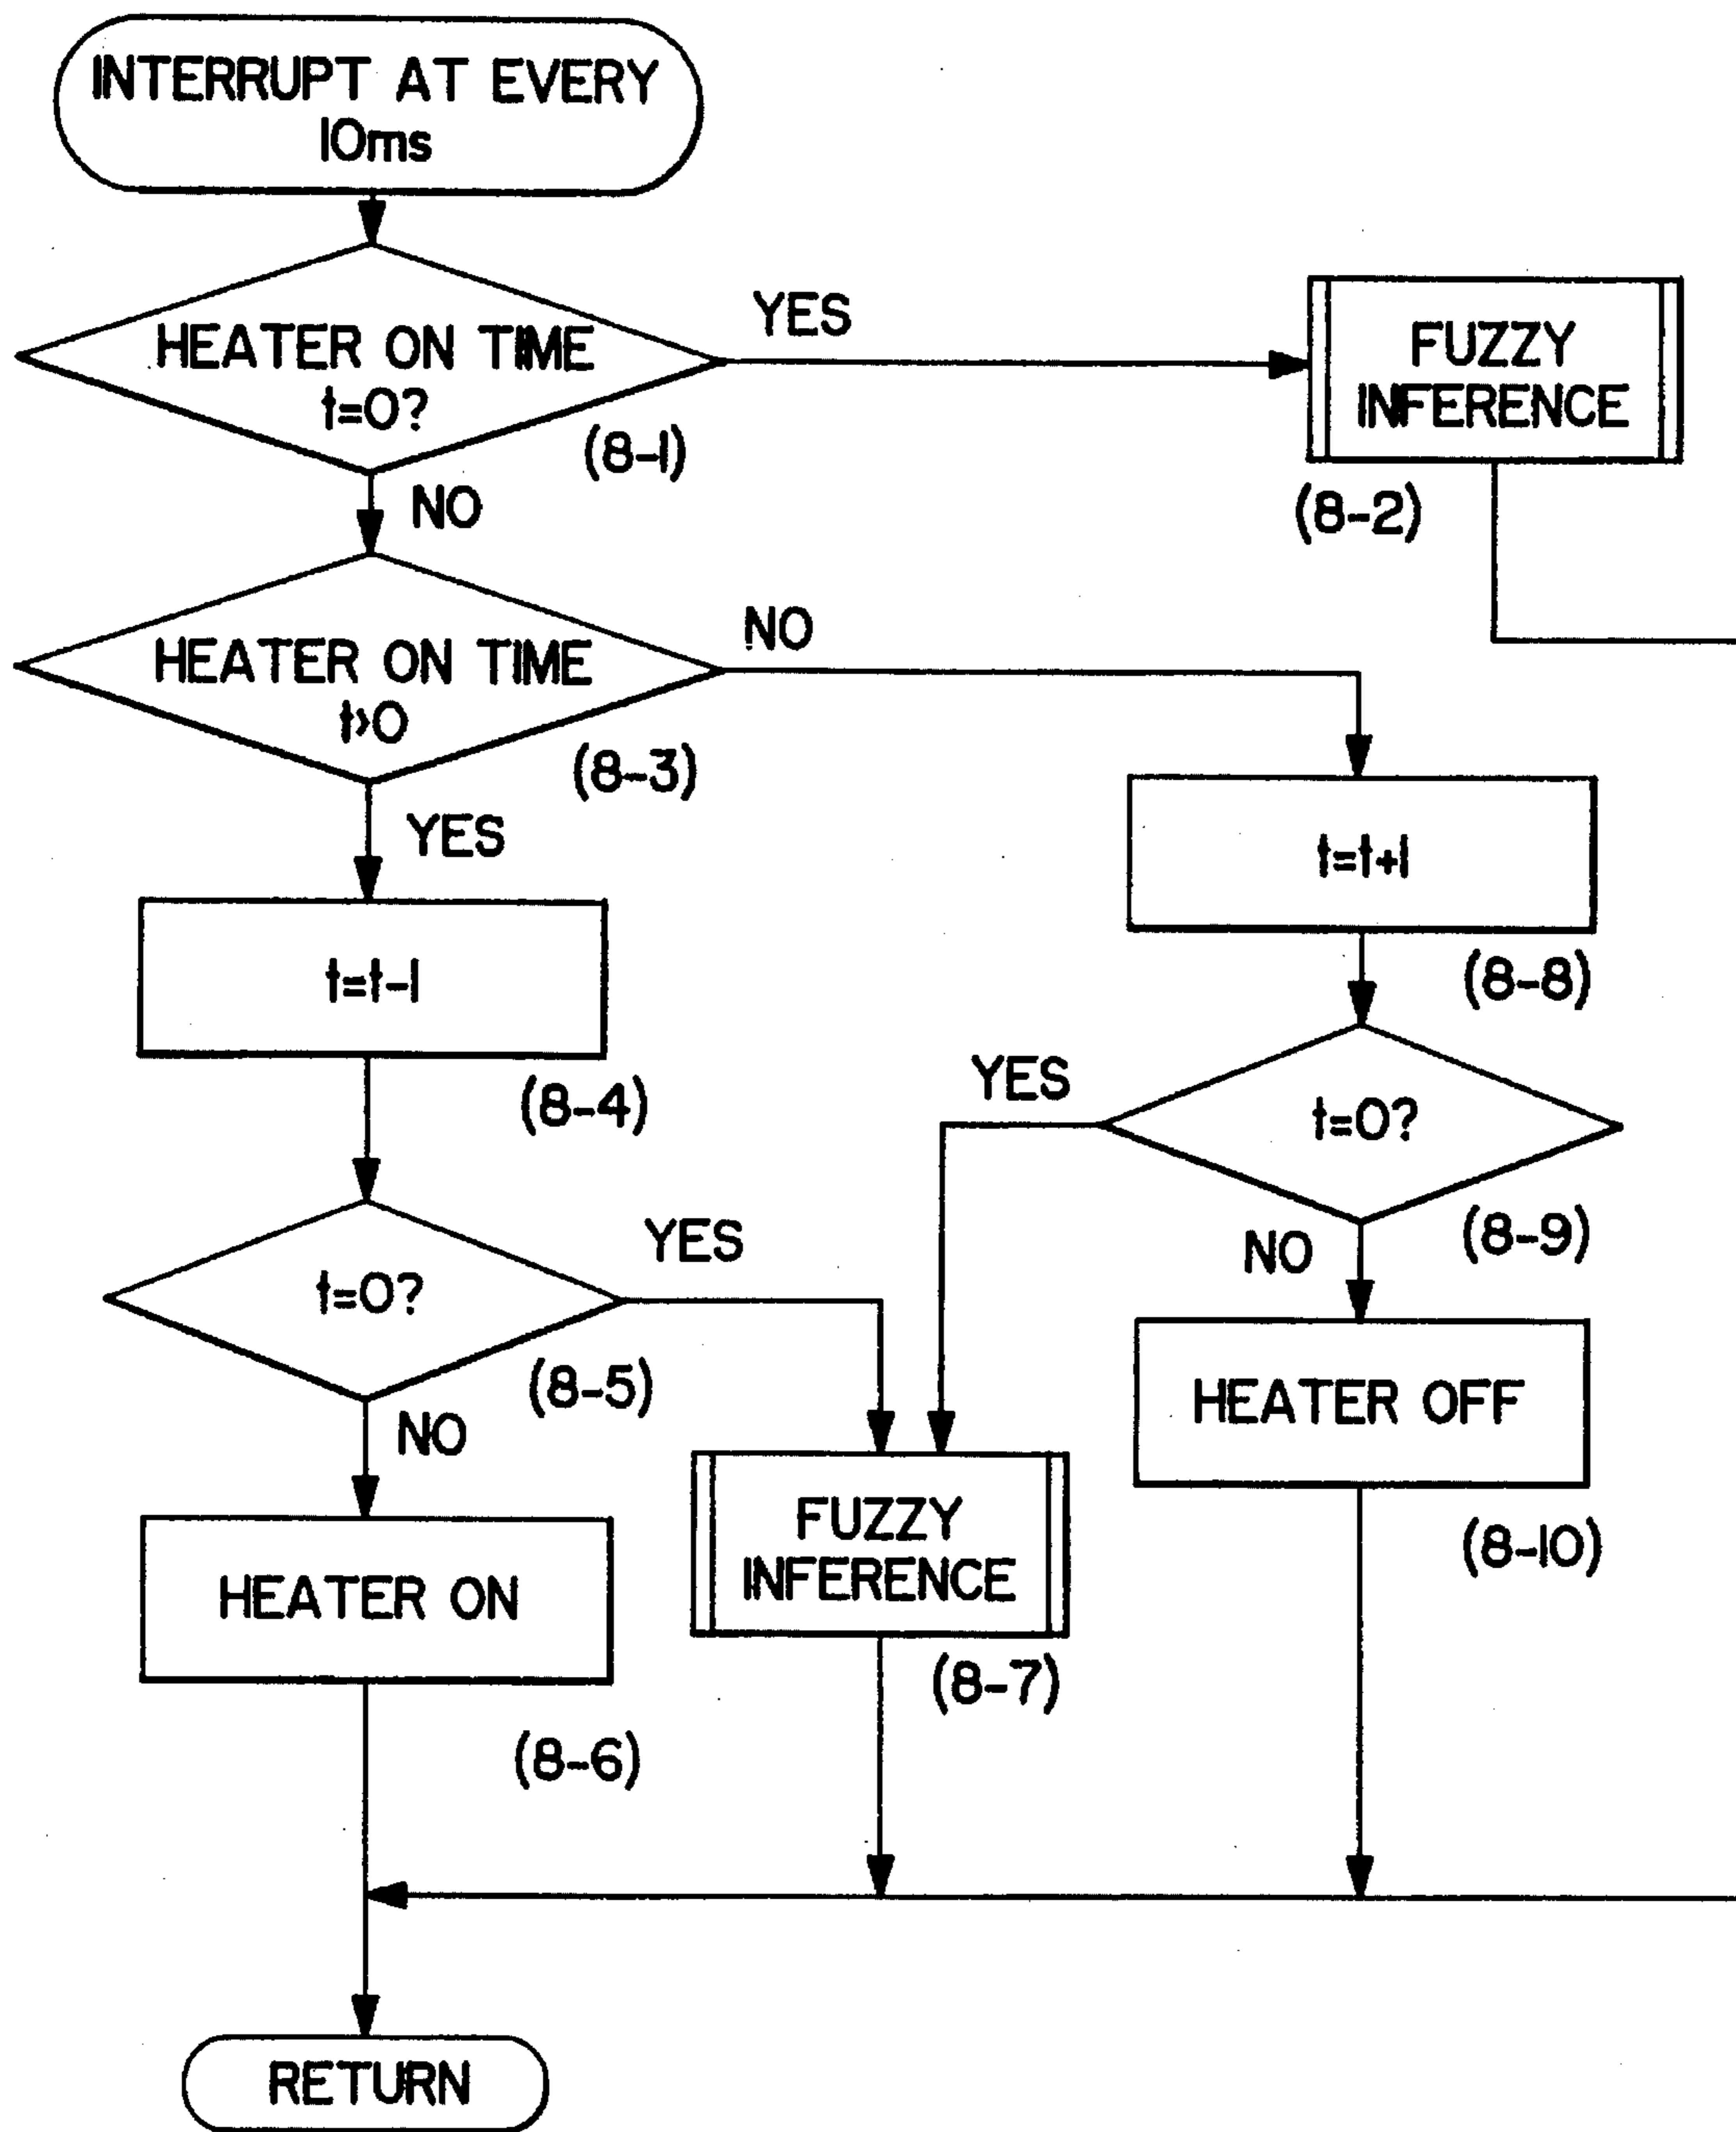 INTERRUPT AT EVERY
10ms
HEATER ON TIME
t=0?
(8-1)
YES
FUZZY
INFERENCE
(8-2)
NO
HEATER ON TIME
t>0
(8-3)
NO
YES
t=t-1
(8-4)
t=t+1
(8-8)
t=0?
(8-9)
YES
NO
t=0?
(8-5)
YES
NO
HEATER OFF
(8-10)
HEATER ON
(8-6)
FUZZY
INFERENCE
(8-7)
RETURN